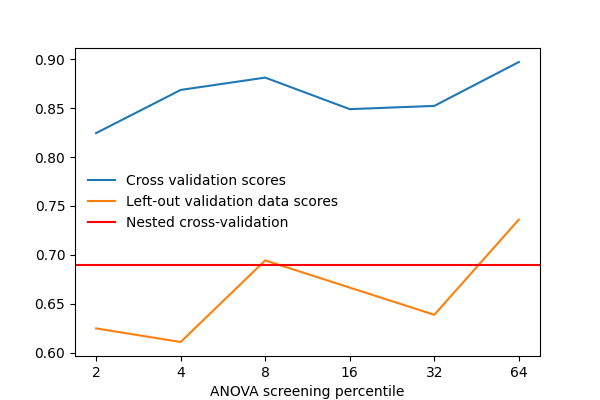 0.90
0.85
0.80
0.75
0.70
0.65
0.60
Cross validation scores
Left-out validation data scores
Nested cross-validation
2 4 8 16 32 64
ANOVA screening percentile